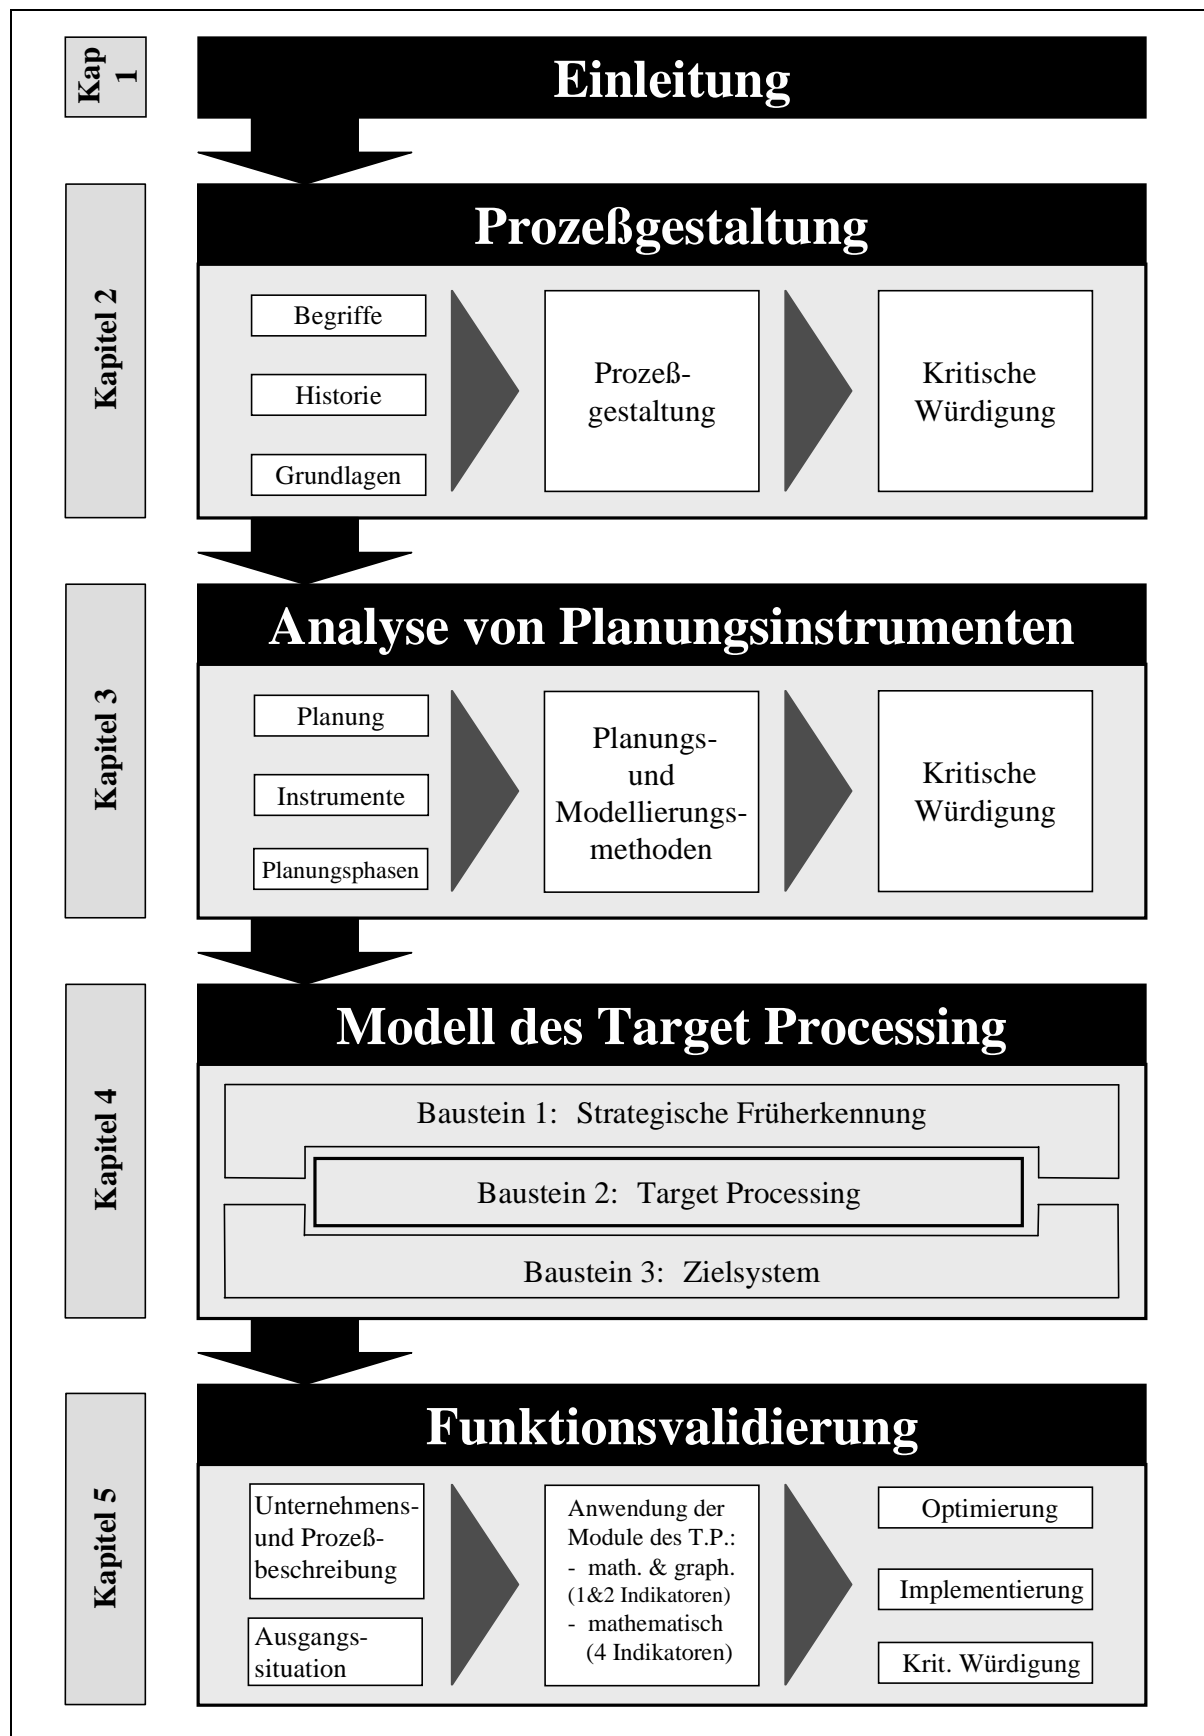 Kap
1
Einleitung
Kapitel 2
Prozeßgestaltung
Begriffe
Historie
Grundlagen
Prozeß-
gestaltung
Kritische
Würdigung
Kapitel 3
Analyse von Planungsinstrumenten
Planung
Instrumente
Planungsphasen
Planungs-
und
Modellierungs-
methoden
Kritische
Würdigung
Kapitel 4
Modell des Target Processing
Baustein 1: Strategische Früherkennung
Baustein 2: Target Processing
Baustein 3: Zielsystem
Kapitel 5
Funktionsvalidierung
Unternehmens-
und Prozeß-
beschreibung
Ausgangs-
situation
Anwendung der
Module des T.P.:
- math. & graph.
(1&2 Indikatoren)
- mathematisch
(4 Indikatoren)
Optimierung
Implementierung
Krit. Würdigung